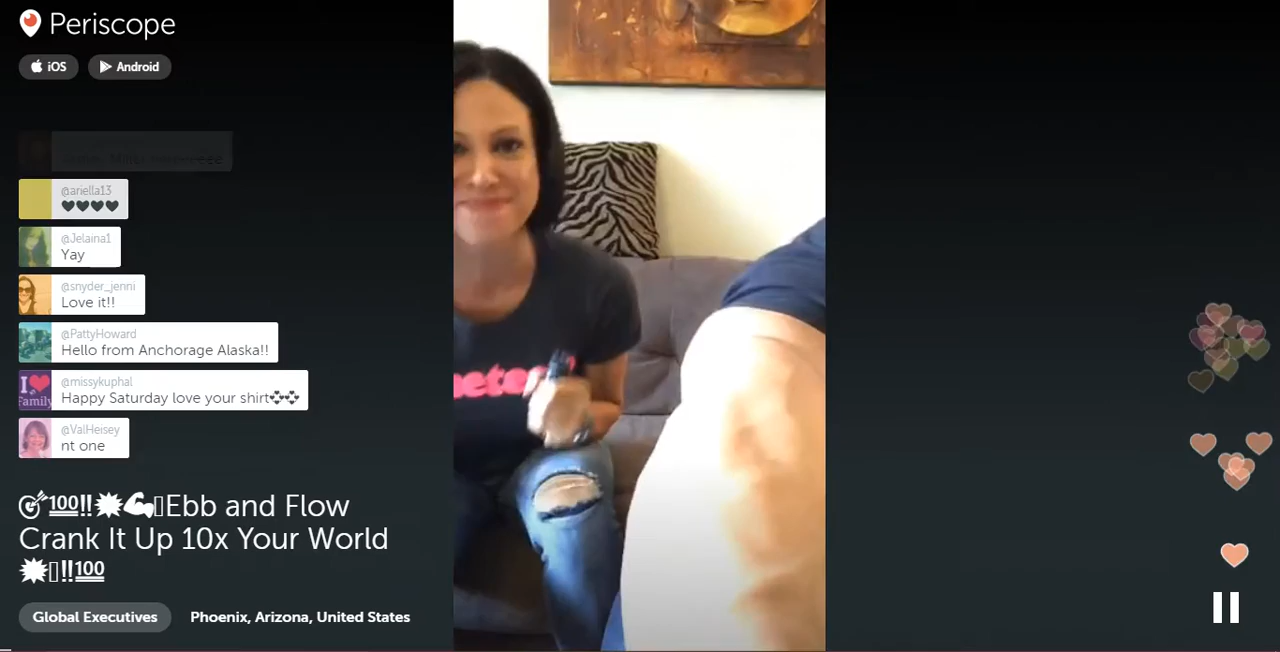 Periscope
iOS
Android
@ariella13
🖤🖤🖤🖤
@Jelaina1
Yay
@snyder_jenni
Love it!!
@PattyHoward
Hello from Anchorage Alaska!!
@missykuphal
Happy Saturday love your shirt💞💞
@ValHeisey
nt one
I ❤ Family
🎯💯‼💥💪▯Ebb and Flow
Crank It Up 10x Your World
💥▯‼💯
Global Executives
Phoenix, Arizona, United States